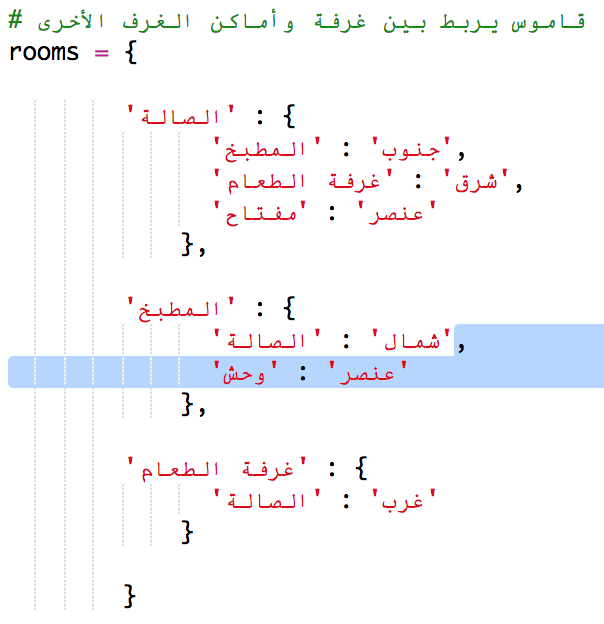 # قاموس يربط بين غرفة وأماكن الغرف الأخرى
rooms = {
'الصالة' : {
'جنوب' : 'المطبخ',
'شرق' : 'غرفة الطعام',
'عنصر' : 'مفتاح'
},
'المطبخ' : {
'شمال' : 'الصالة',
'عنصر' : 'وحش'
},
'غرفة الطعام' : {
'غرب' : 'الصالة'
}
}